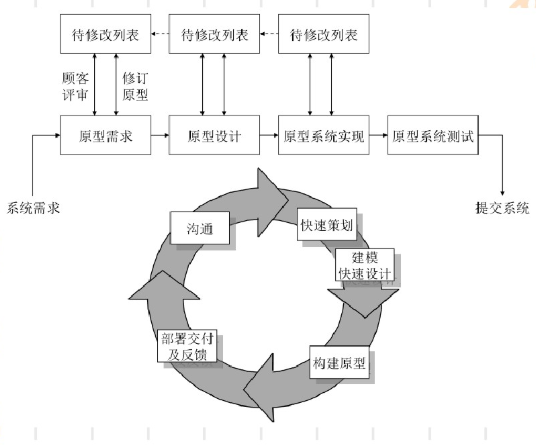 待修改列表
待修改列表
待修改列表
顾客
评审
修订
原型
原型需求
原型设计
原型系统实现
原型系统测试
系统需求
提交系统
沟通
快速策划
建模
快速设计
部署交付
及反馈
构建原型